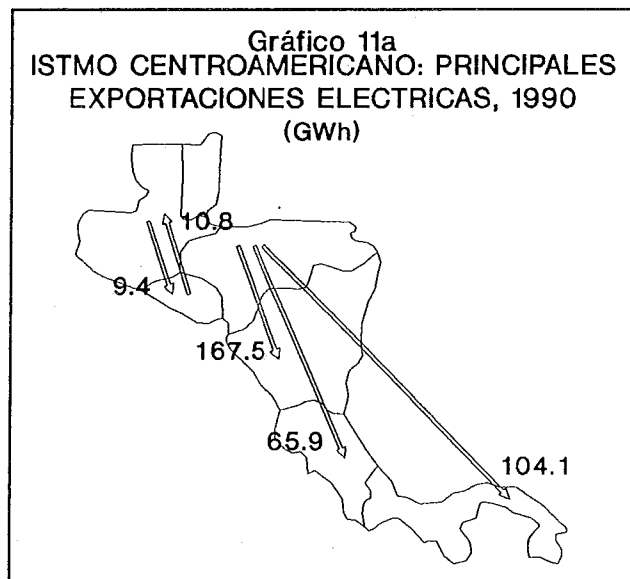 Gráfico 11a
ISTMO CENTROAMERICANO: PRINCIPALES
EXPORTACIONES ELECTRICAS, 1990
(GWh)
10.8
9.4
167.5
65.9
104.1